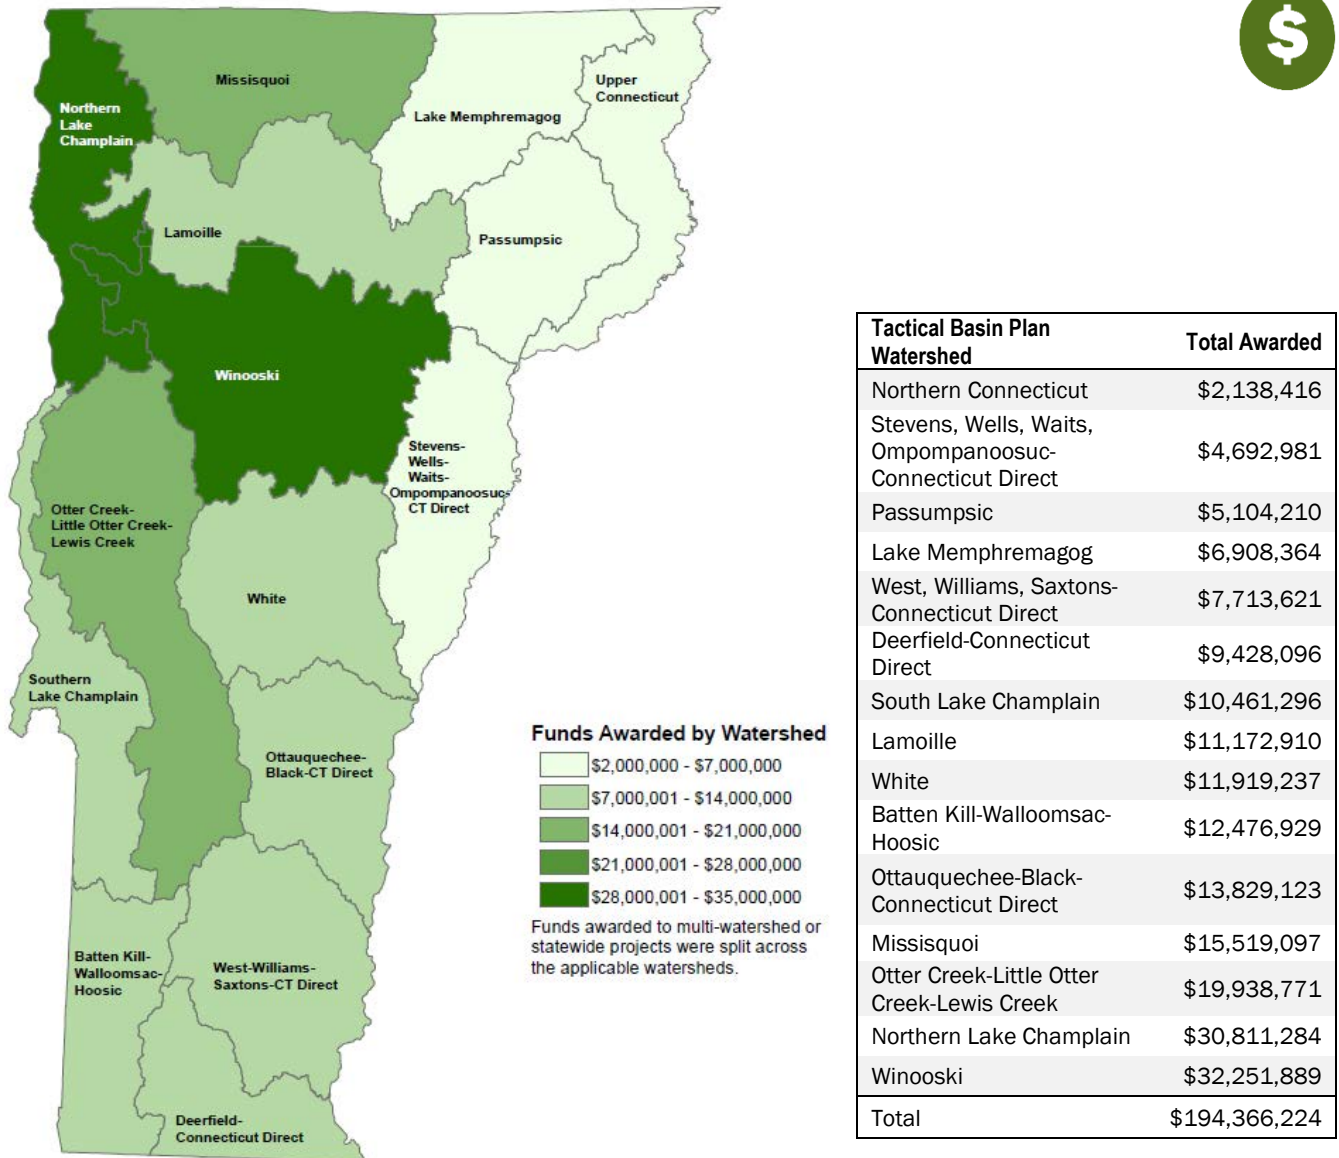 $
Missisquoi
Northern
Lake
Champlain
Upper
Connecticut
Lake Memphremagog
Lamoille
Passumpsic
Winooski
Stevens-
Wells-
Waits-
Ompompanoosuc-
CT Direct
Otter Creek-
Little Otter Creek-
Lewis Creek
White
Southern
Lake Champlain
Ottauquechee-
Black-CT Direct
Batten Kill-
Walloomsac-
Hoosic
West-Williams-
Saxtons-CT Direct
Deerfield-
Connecticut Direct
Funds Awarded by Watershed
$2,000,000 - $7,000,000
$7,000,001 - $14,000,000
$14,000,001 - $21,000,000
$21,000,001 - $28,000,000
$28,000,001 - $35,000,000
Funds awarded to multi-watershed or
statewide projects were split across
the applicable watersheds.
Tactical Basin Plan
Watershed Total Awarded
Northern Connecticut $2,138,416
Stevens, Wells, Waits,
Ompompanoosuc- $4,692,981
Connecticut Direct
Passumpsic $5,104,210
Lake Memphremagog $6,908,364
West, Williams, Saxtons-
Connecticut Direct $7,713,621
Deerfield-Connecticut
Direct $9,428,096
South Lake Champlain $10,461,296
Lamoille $11,172,910
White $11,919,237
Batten Kill-Walloomsac-
Hoosic $12,476,929
Ottauquechee-Black-
Connecticut Direct $13,829,123
Missisquoi $15,519,097
Otter Creek-Little Otter
Creek-Lewis Creek $19,938,771
Northern Lake Champlain $30,811,284
Winooski $32,251,889
Total $194,366,224